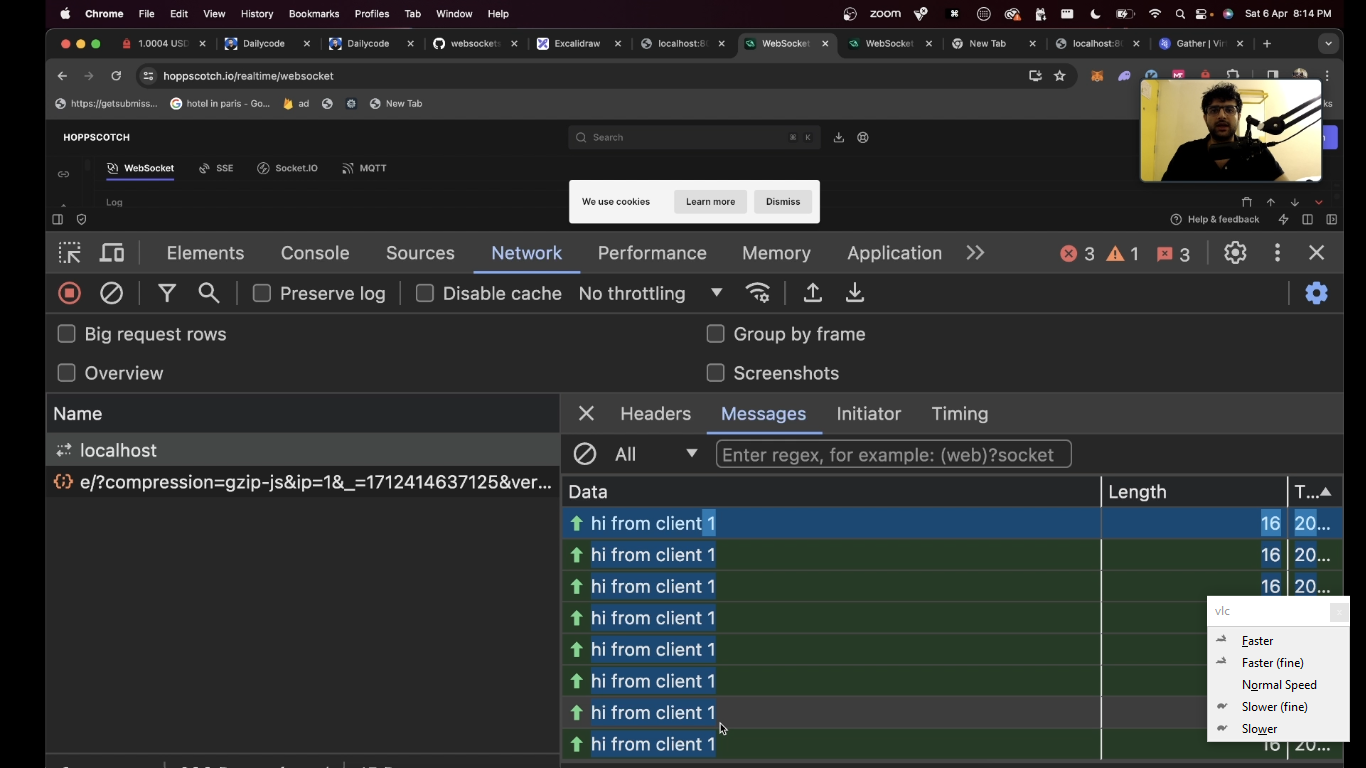 Chrome File Edit View History Bookmarks Profiles Tab Window Help zoom Sat 6 Apr 8:14 PM
1.0004 USD Dailycode Dailycode websockets Excalidraw localhost:80 WebSocket WebSocket New Tab localhost:80 Gather | Vir
hoppscotch.io/realtime/websocket
https://getsubmiss... hotel in paris - Go... ad New Tab
HOPPSCOTCH Search K
WebSocket SSE Socket.IO MQTT
Log
We use cookies Learn more Dismiss
Help & feedback
Elements Console Sources Network Performance Memory Application 3 1 3
Preserve log Disable cache No throttling
Big request rows Group by frame
Overview Screenshots
Name Headers Messages Initiator Timing
localhost All Enter regex, for example: (web)?socket
e/?compression=gzip-js&ip=1&_=1712414637125&ver...
Data Length T...
hi from client 1 16 20...
hi from client 1 16 20...
hi from client 1 16 20...
hi from client 1
hi from client 1
hi from client 1
hi from client 1
hi from client 1 16 20...
vlc
Faster
Faster (fine)
Normal Speed
Slower (fine)
Slower